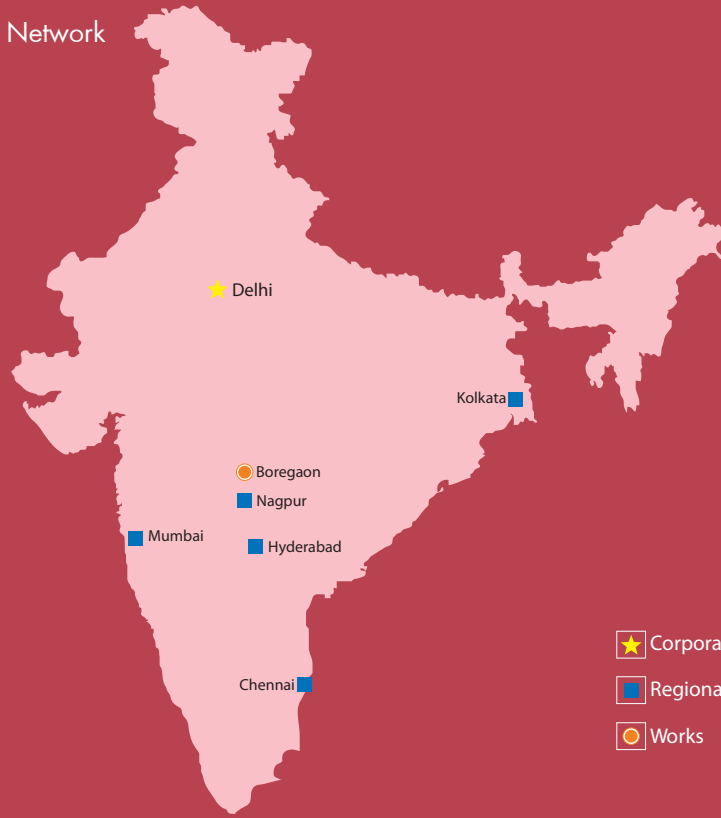 Network
Delhi
Kolkata
Boregaon
Nagpur
Mumbai
Hyderabad
Chennai
Corpora
Regiona
Works